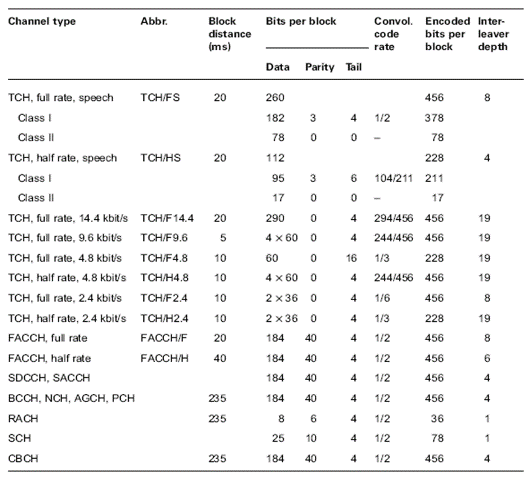 Channel type Abbr. Block distance (ms) Bits per block Convol. code rate Encoded bits per block Inter-leaver depth
Data Parity Tail
TCH, full rate, speech TCH/FS 20 260 456 8
Class I 182 3 4 1/2 378
Class II 78 0 0 – 78
TCH, half rate, speech TCH/HS 20 112 228 4
Class I 95 3 6 104/211 211
Class II 17 0 0 – 17
TCH, full rate, 14.4 kbit/s TCH/F14.4 20 290 0 4 294/456 456 19
TCH, full rate, 9.6 kbit/s TCH/F9.6 5 4 × 60 0 4 244/456 456 19
TCH, full rate, 4.8 kbit/s TCH/F4.8 10 60 0 16 1/3 228 19
TCH, half rate, 4.8 kbit/s TCH/H4.8 10 4 × 60 0 4 244/456 456 19
TCH, full rate, 2.4 kbit/s TCH/F2.4 10 2 × 36 0 4 1/6 456 8
TCH, half rate, 2.4 kbit/s TCH/H2.4 10 2 × 36 0 4 1/3 228 19
FACCH, full rate FACCH/F 20 184 40 4 1/2 456 8
FACCH, half rate FACCH/H 40 184 40 4 1/2 456 6
SDCCH, SACCH 184 40 4 1/2 456 4
BCCH, NCH, AGCH, PCH 235 184 40 4 1/2 456 4
RACH 235 8 6 4 1/2 36 1
SCH 25 10 4 1/2 78 1
CBCH 235 184 40 4 1/2 456 4